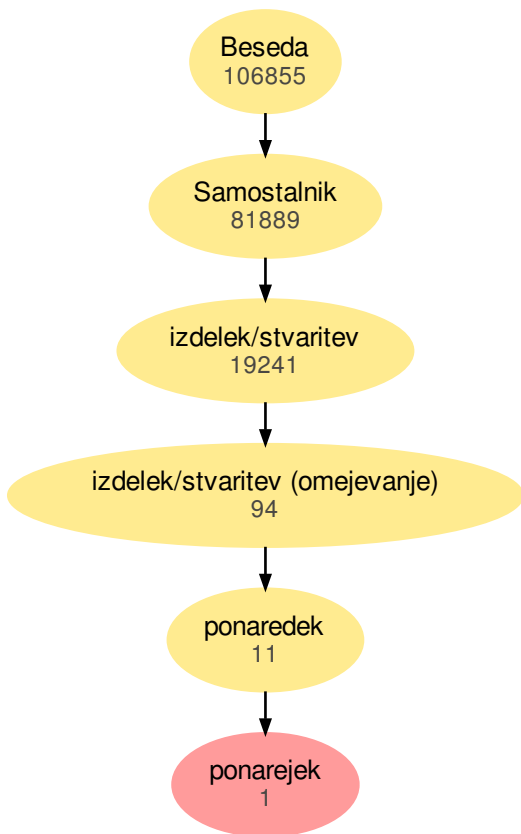 Beseda
106855
Samostalnik
81889
izdelek/stvaritev
19241
izdelek/stvaritev (omejevanje)
94
ponaredek
11
ponarejek
1